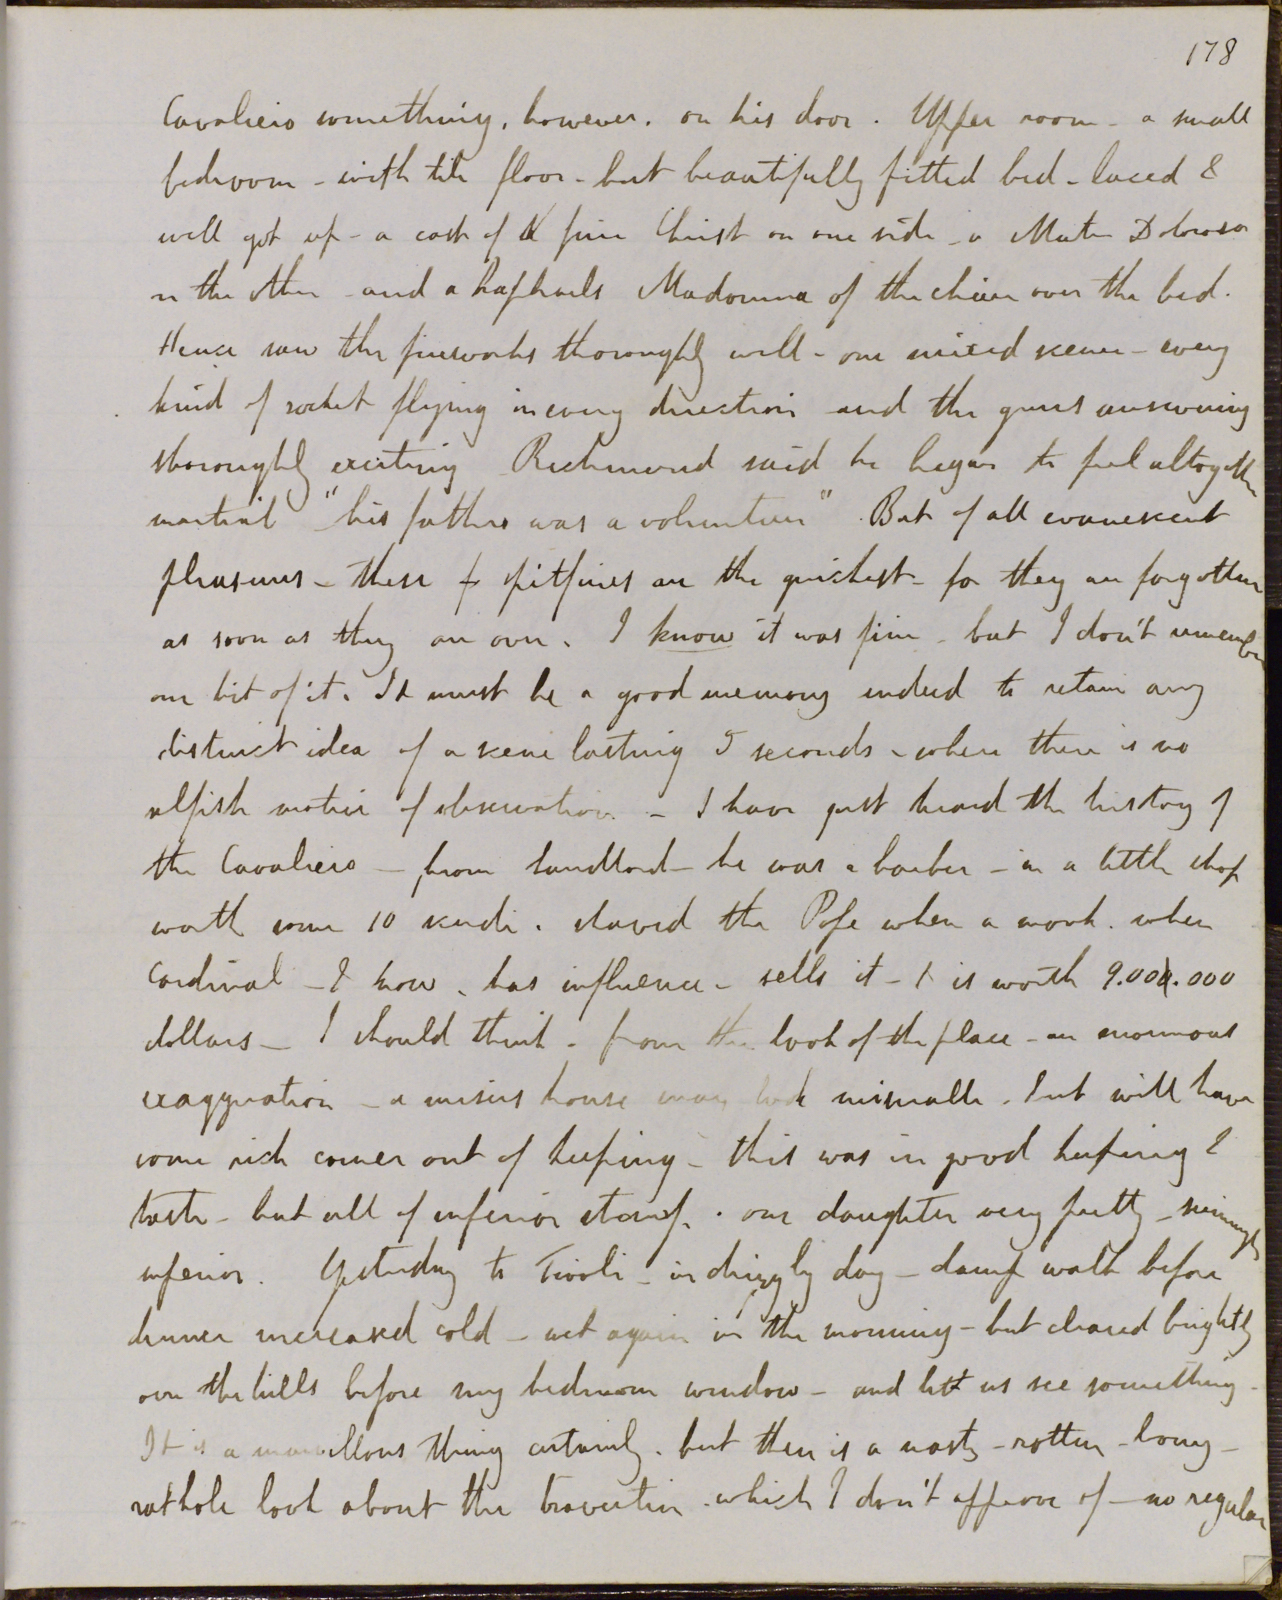 178
Cavaliero something, however, on his door. Upper room - a small
bedroom - with tile floor - but beautifully fitted bed - laced &
well got up - a cast of a fine Christ on one side - a Mater Dolorosa
on the other - and a Raphaels Madonna of the chair over the bed.
Hence saw the fireworks thoroughly well - one mixed scene - every
kind of rocket flying in every direction and the guns answering
thoroughly exciting Richmond said he began to feel altogether
martial "his father was a volunteer". But of all evanescent
pleasures - these spitfires are the quickest - for they are forgotten
as soon as they are over. I know it was fine - but I don't remember
one bit of it. It must be a good memory indeed to retain any
distinct idea of a scene lasting 5 seconds - where there is no
selfish motive of observation - I have just heard the history of
the Cavaliero - from landlord - he was a barber - in a little shop
worth some 10 scudi. shaved the Pope when a monk. when
Cardinal - I know, has influence - sells it - & is worth 9.000.000
dollars - I should think - from the look of the place - an enormous
exaggeration - a misers house may look miserable, but will have
some rich corner out of keeping - this was in good keeping &
taste - but all of inferior stamp. one daughter very pretty - seemingly
inferior. Yesterday to Tivoli - in drizzly day - damp walk before
dinner increased cold - wet again in the morning - but cleared brightly
over the hills before my bedroom window - and let us see something -
It is a marvellous thing certainly. but there is a nasty - rotten - boney -
rathole look about the travertine which I don't approve of - no regular